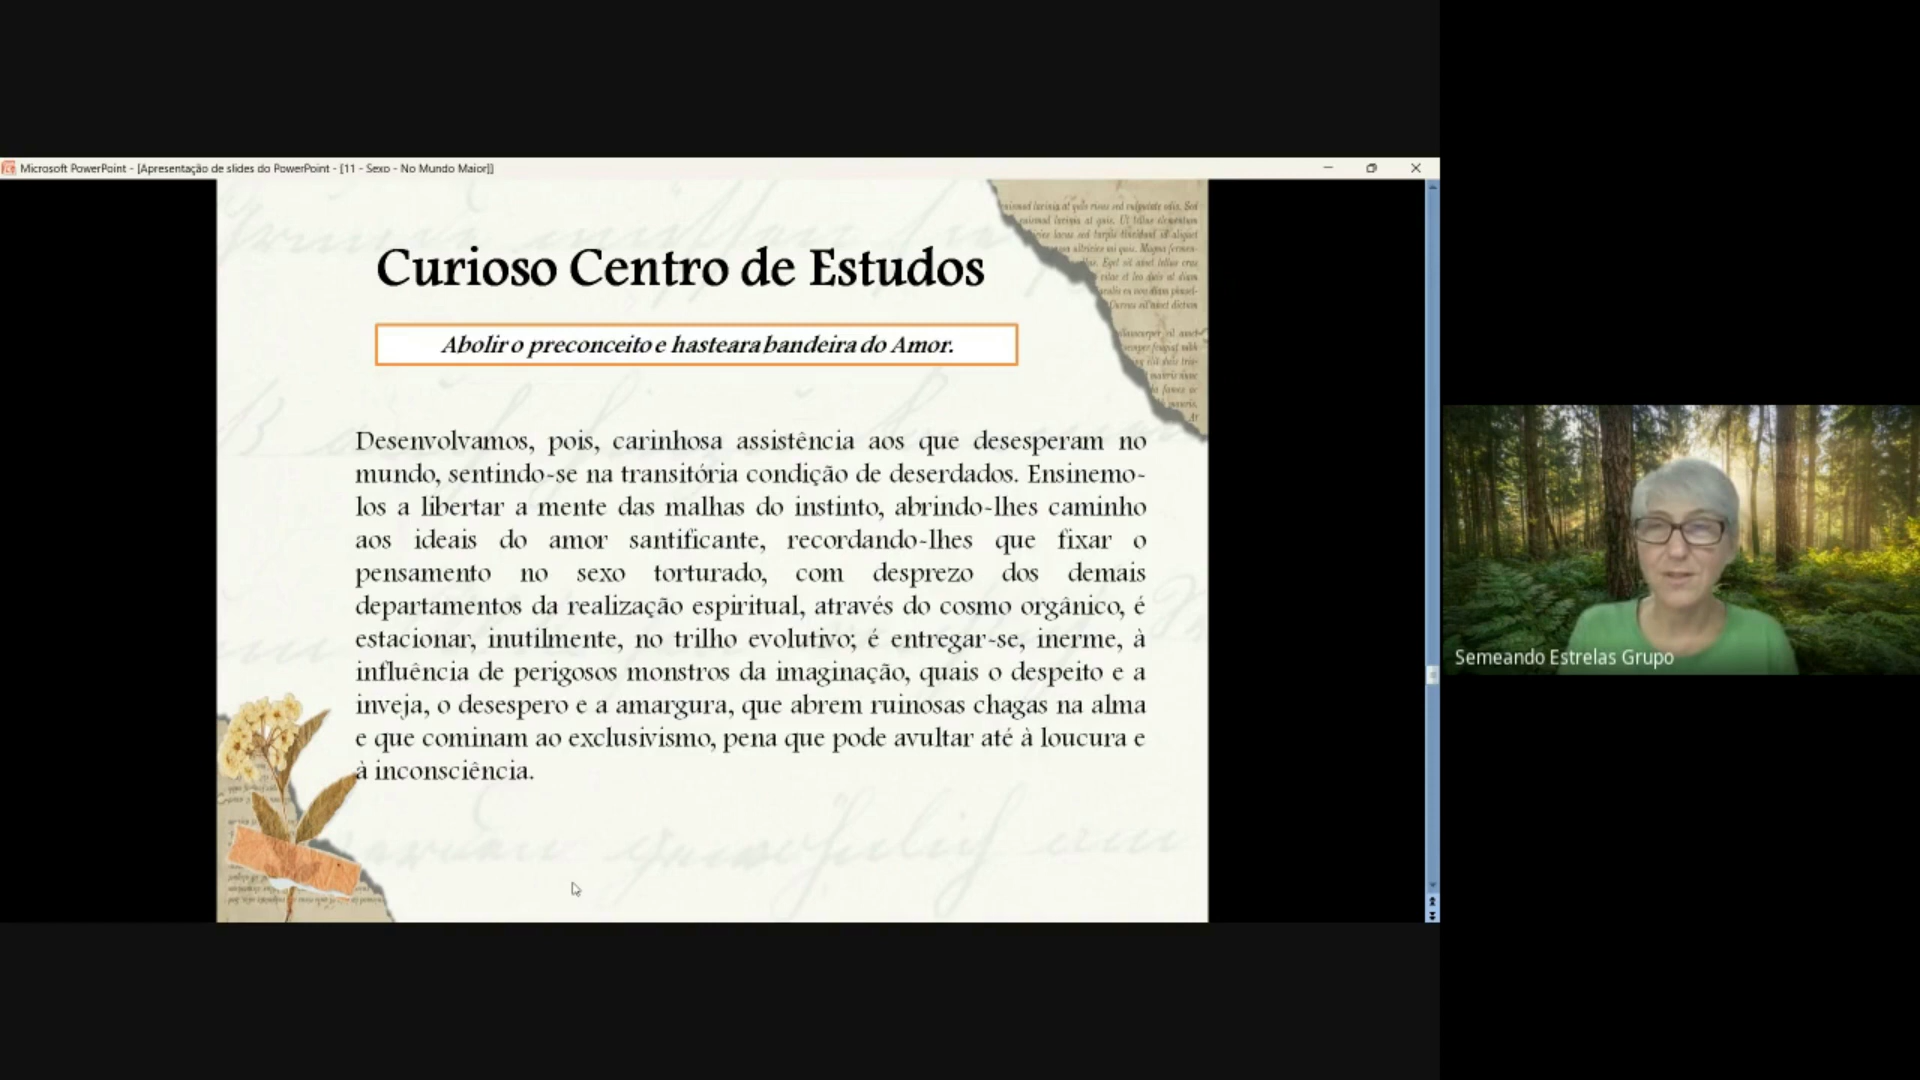 Microsoft PowerPoint - [Apresentação de slides do PowerPoint - [11 - Sexo - No Mundo Maior]]
Curioso Centro de Estudos
Abolir o preconceito e hastear a bandeira do Amor.
Desenvolvamos, pois, carinhosa assistência aos que desesperam no
mundo, sentindo-se na transitória condição de deserdados. Ensinemo-
los a libertar a mente das malhas do instinto, abrindo-lhes caminho
aos ideais do amor santificante, recordando-lhes que fixar o
pensamento no sexo torturado, com desprezo dos demais
departamentos da realização espiritual, através do cosmo orgânico, é
estacionar, inutilmente, no trilho evolutivo; é entregar-se, inerme, à
influência de perigosos monstros da imaginação, quais o despeito e a
inveja, o desespero e a amargura, que abrem ruinosas chagas na alma
e que cominam ao exclusivismo, pena que pode avultar até à loucura e
à inconsciência.
Semeando Estrelas Grupo